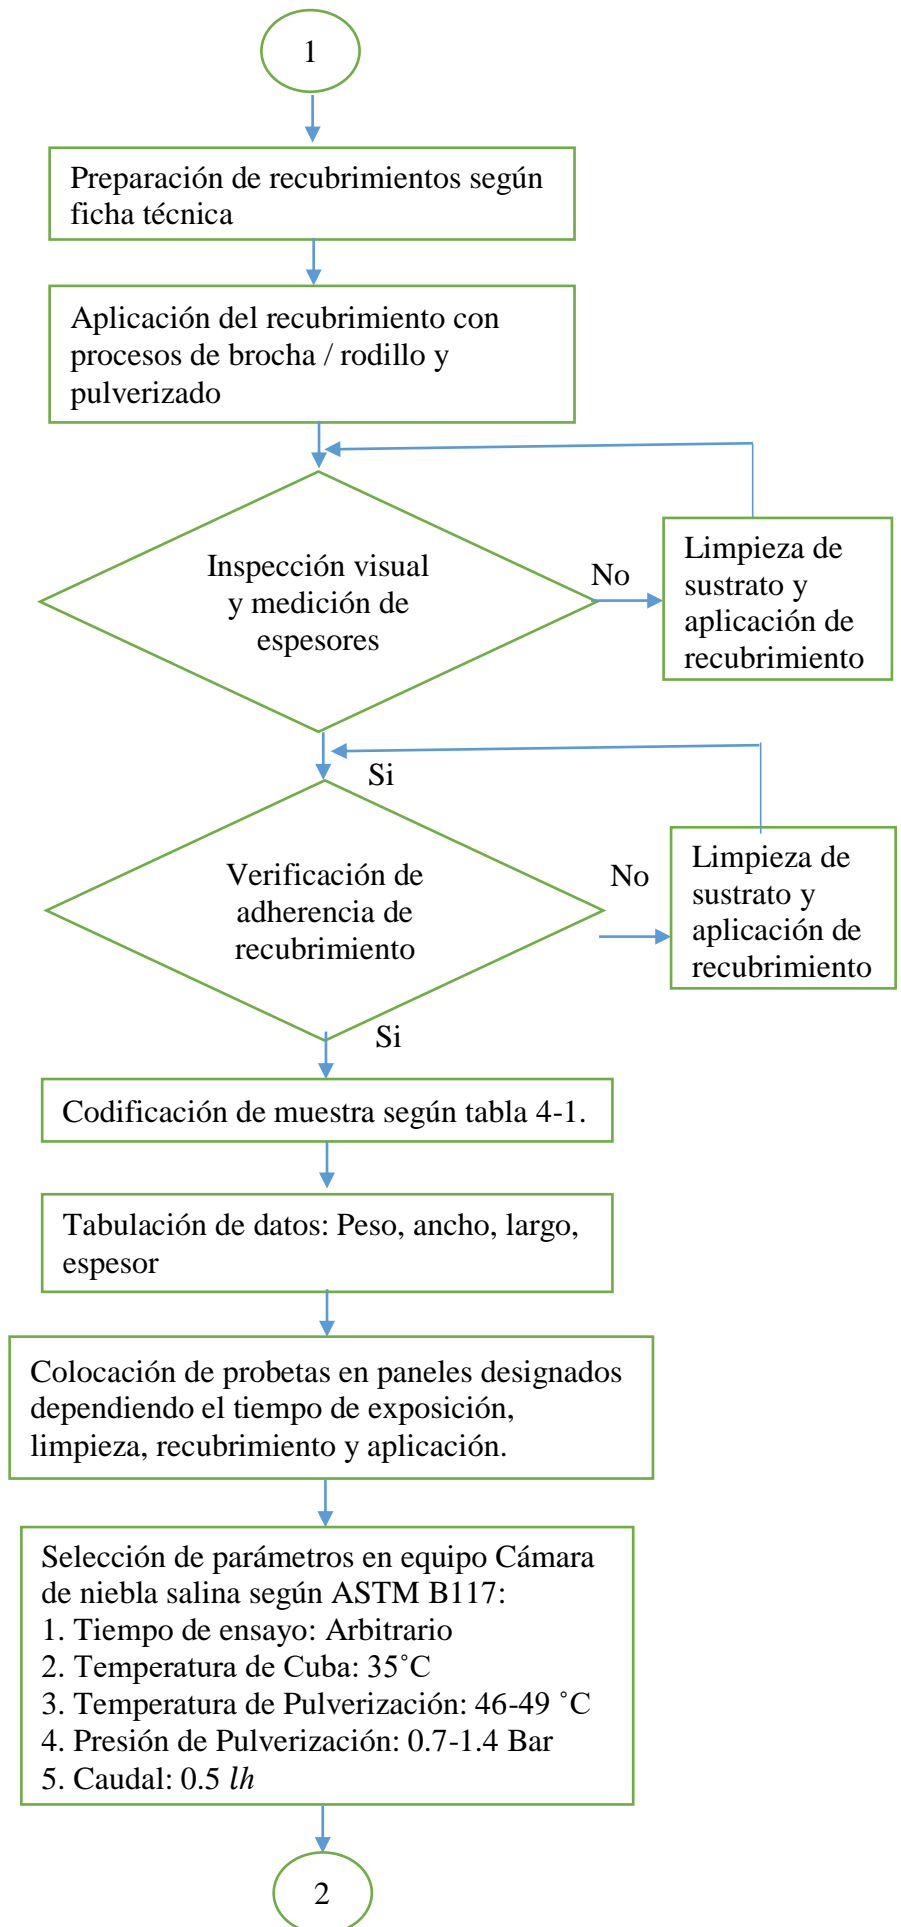 1
Preparación de recubrimientos según
ficha técnica
Aplicación del recubrimiento con
procesos de brocha / rodillo y
pulverizado
Inspección visual
y medición de
espesores
No
Limpieza de
sustrato y
aplicación de
recubrimiento
Si
Verificación de
adherencia de
recubrimiento
No
Limpieza de
sustrato y
aplicación de
recubrimiento
Si
Codificación de muestra según tabla 4-1.
Tabulación de datos: Peso, ancho, largo,
espesor
Colocación de probetas en paneles designados
dependiendo el tiempo de exposición,
limpieza, recubrimiento y aplicación.
Selección de parámetros en equipo Cámara
de niebla salina según ASTM B117:
1. Tiempo de ensayo: Arbitrario
2. Temperatura de Cuba: 35˚C
3. Temperatura de Pulverización: 46-49 ˚C
4. Presión de Pulverización: 0.7-1.4 Bar
5. Caudal: 0.5 lh
2